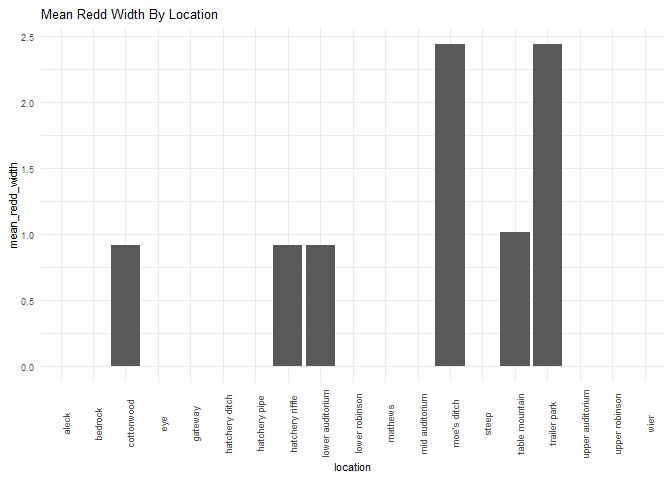 Mean Redd Width By Location
mean_redd_width
2.5
2.0
1.5
1.0
0.5
0.0
aleck
bedrock
cottonwood
eye
gateway
hatchery ditch
hatchery pipe
hatchery riffle
lower auditorium
lower robinson
mathews
mid auditorium
moe's ditch
steep
table mountain
trailer park
upper auditorium
upper robinson
wier
location